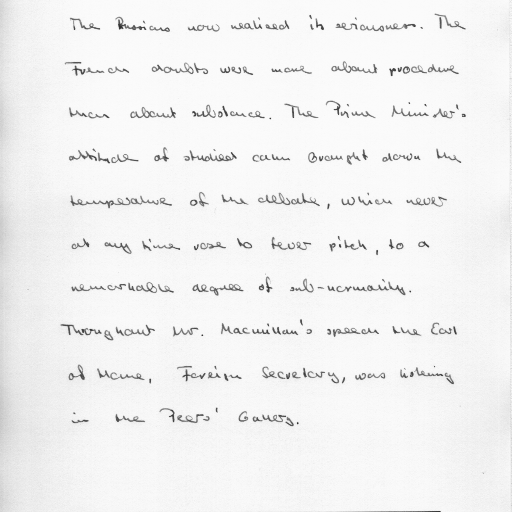 The Russians now realised its seriousness. The
French doubts were more about procedure
than about substance. The Prime Minister's
attitude of studied calm brought down the
temperature of the debate, which never
at any time rose to fever pitch, to a
remarkable degree of sub-normality.
Throughout Mr. Macmillan's speech the Earl
of Home, Foreign Secretary, was listening
in the Peers' Gallery.